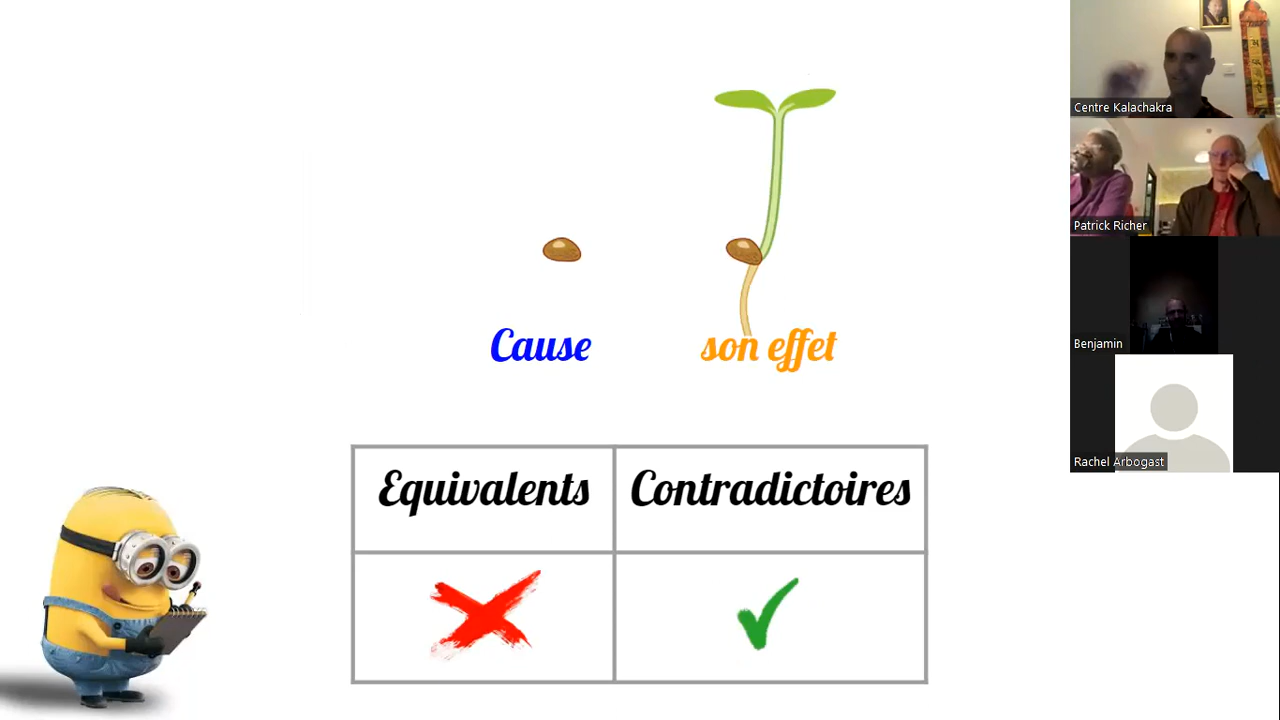 Cause
son effet
Equivalents
Contradictoires
Centre Kalachakra
Patrick Richer
Benjamin
Rachel Arbogast